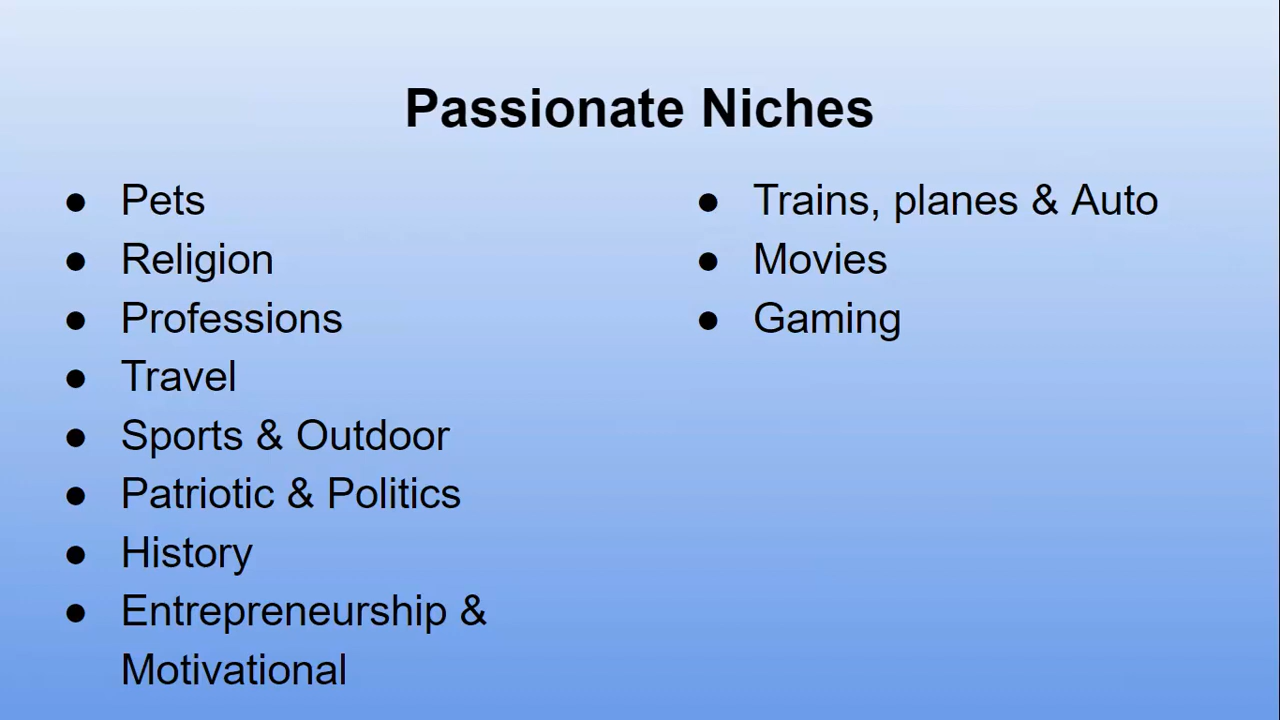 Passionate Niches
● Pets
● Religion
● Professions
● Travel
● Sports & Outdoor
● Patriotic & Politics
● History
● Entrepreneurship &
Motivational
● Trains, planes & Auto
● Movies
● Gaming